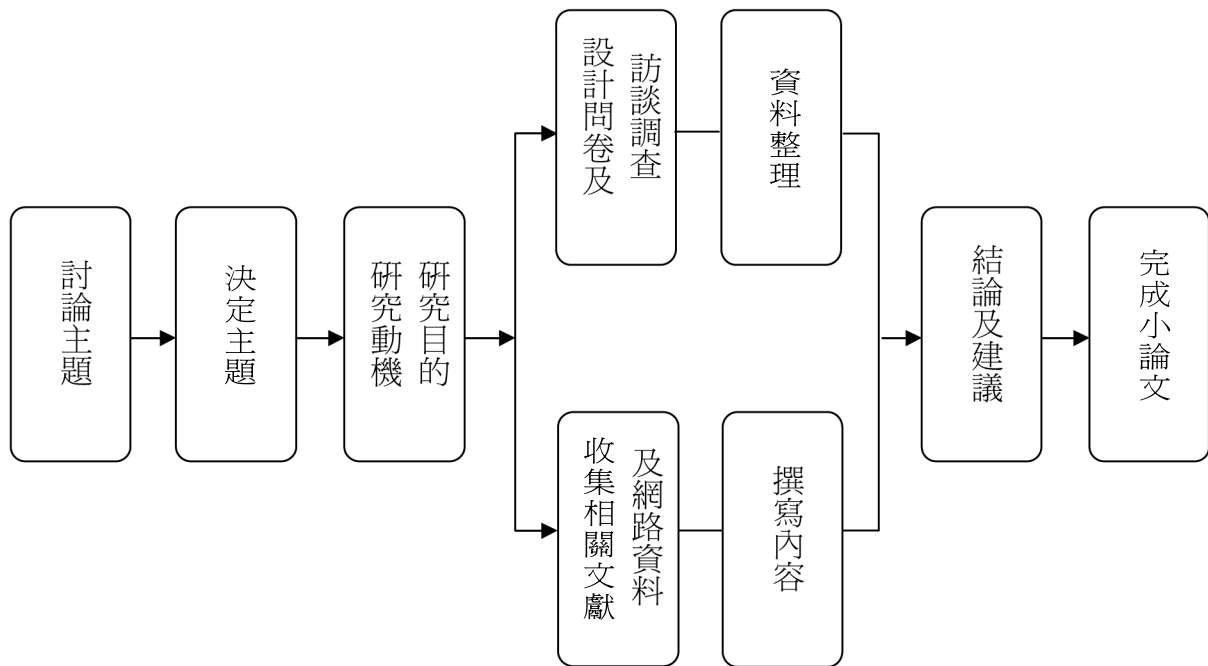 討論主題
決定主題
研究動機
研究目的
設計問卷及
訪談調查
資料整理
收集相關文獻
及網路資料
撰寫內容
結論及建議
完成小論文